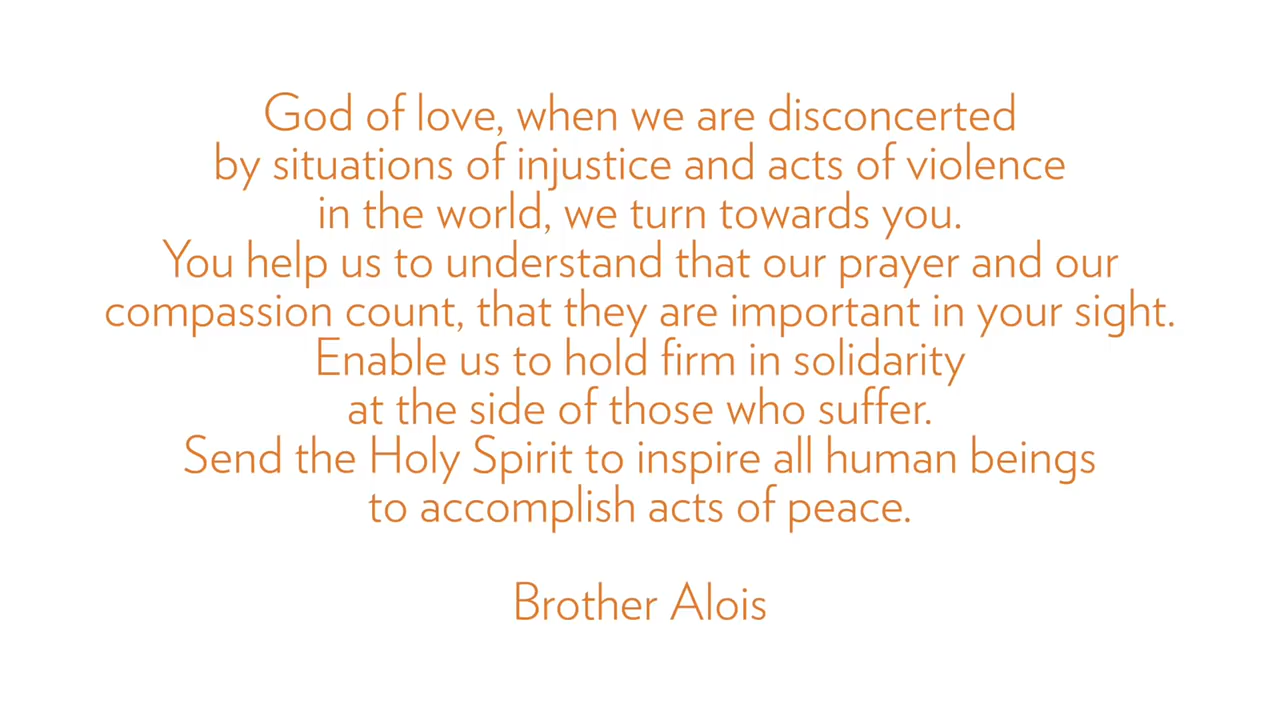 God of love, when we are disconcerted
by situations of injustice and acts of violence
in the world, we turn towards you.
You help us to understand that our prayer and our
compassion count, that they are important in your sight.
Enable us to hold firm in solidarity
at the side of those who suffer.
Send the Holy Spirit to inspire all human beings
to accomplish acts of peace.
Brother Alois